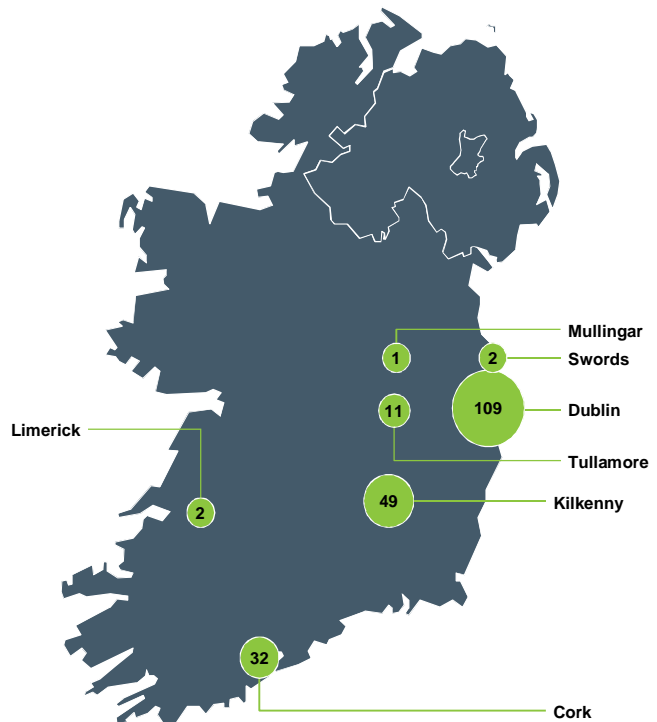 Mullingar
1
2
Swords
11
109
Dublin
Limerick
Tullamore
49
Kilkenny
2
32
Cork